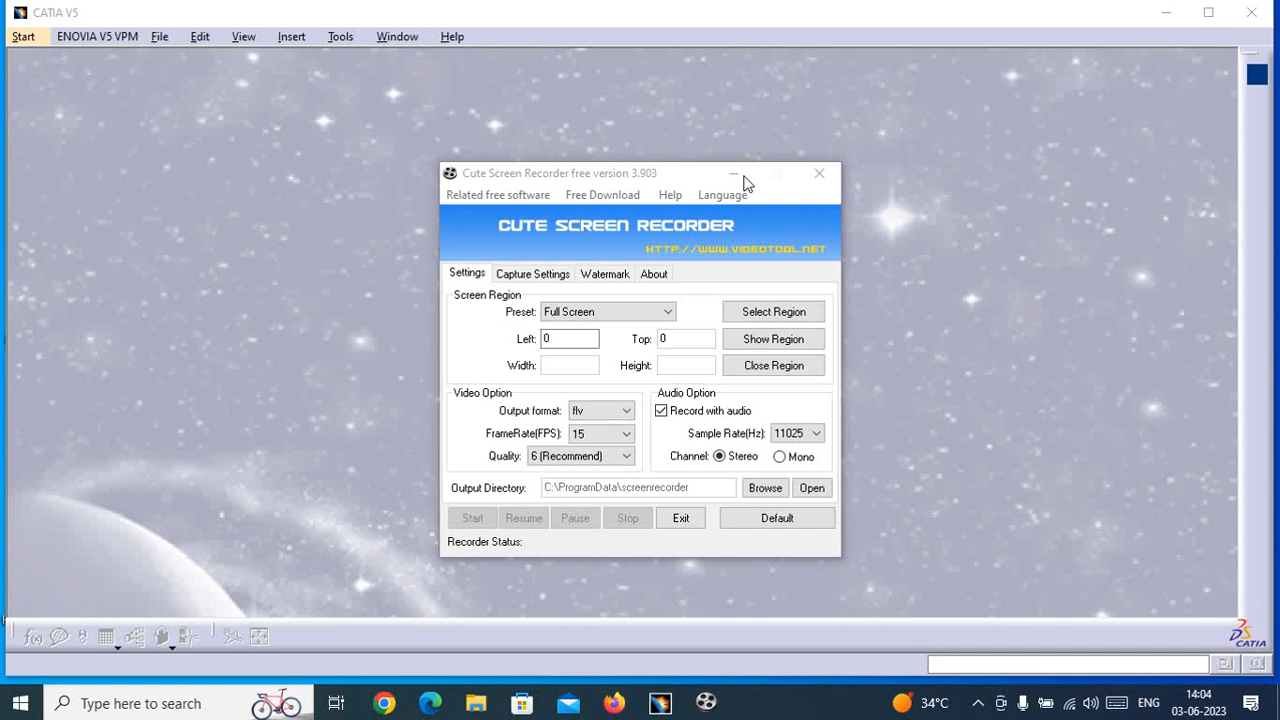 CATIA V5
Start ENOVIA V5 VPM File Edit View Insert Tools Window Help
Cute Screen Recorder free version 3.903
Related free software Free Download Help Language
CUTE SCREEN RECORDER
HTTP://WWW.VIDEOTOOL.NET
Settings Capture Settings Watermark About
Screen Region
Preset: Full Screen Select Region
Left: 0 Top: 0 Show Region
Width: Height: Close Region
Video Option Audio Option
Output format: flv Record with audio
FrameRate(FPS): 15 Sample Rate(Hz): 11025
Quality: 6 (Recommend) Channel: Stereo Mono
Output Directory: C:\ProgramData\screenrecorder Browse Open
Start Resume Pause Stop Exit Default
Recorder Status:
f(x)
CATIA
Type here to search 34°C ENG 14:04
03-06-2023